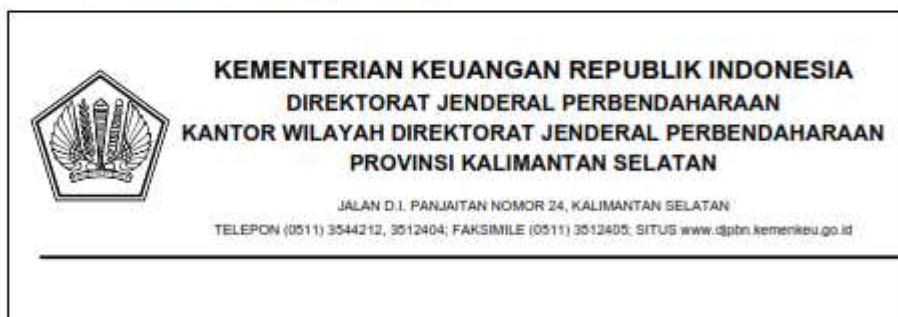 KEMENTERIAN KEUANGAN REPUBLIK INDONESIA
DIREKTORAT JENDERAL PERBENDAHARAAN
KANTOR WILAYAH DIREKTORAT JENDERAL PERBENDAHARAAN
PROVINSI KALIMANTAN SELATAN
JALAN D.I. PANJAITAN NOMOR 24, KALIMANTAN SELATAN
TELEPON (0511) 3544212, 3512404; FAKSIMILE (0511) 3512405; SITUS www.djpbn.kemenkeu.go.id